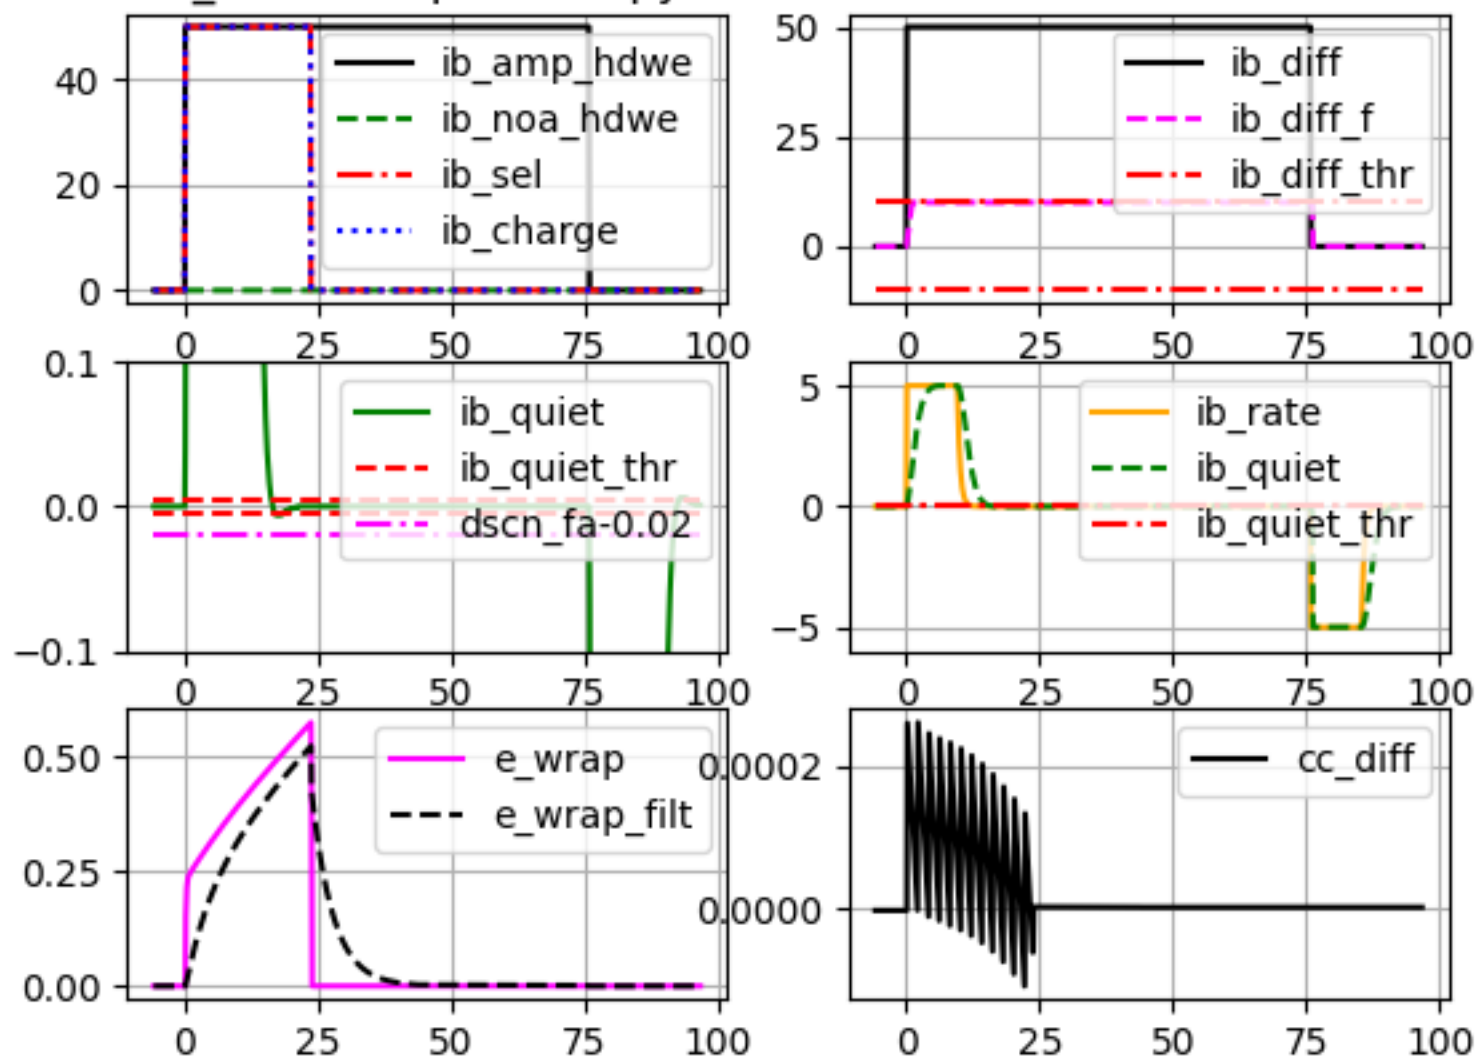 40
20
0
ib_amp_hdwe
ib_noa_hdwe
ib_sel
ib_charge
0 25 50 75 100
50
25
0
ib_diff
ib_diff_f
ib_diff_thr
0 25 50 75 100
0.1
0.0
−0.1
ib_quiet
ib_quiet_thr
dscn_fa-0.02
0 25 50 75 100
5
0
−5
ib_rate
ib_quiet
ib_quiet_thr
0 25 50 75 100
0.50
0.25
0.00
e_wrap
e_wrap_filt
0 25 50 75 100
0.0002
0.0000
cc_diff
0 25 50 75 100